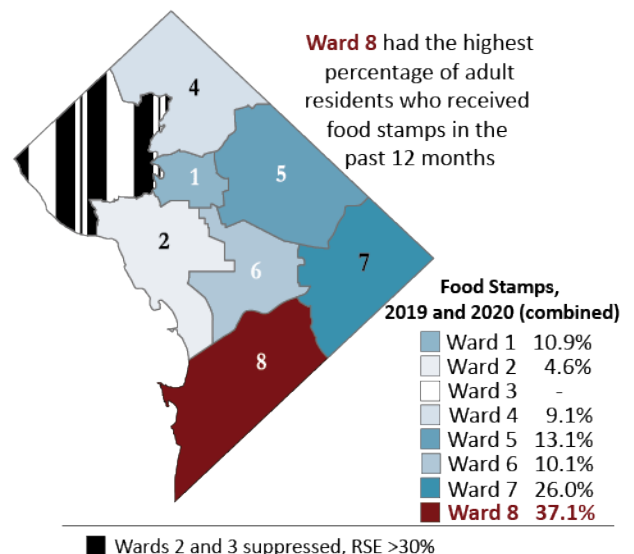 Ward 8 had the highest
percentage of adult
residents who received
food stamps in the
past 12 months
4
1
5
2
6
7
8
Food Stamps,
2019 and 2020 (combined)
Ward 1 10.9%
Ward 2 4.6%
Ward 3 -
Ward 4 9.1%
Ward 5 13.1%
Ward 6 10.1%
Ward 7 26.0%
Ward 8 37.1%
Wards 2 and 3 suppressed, RSE >30%